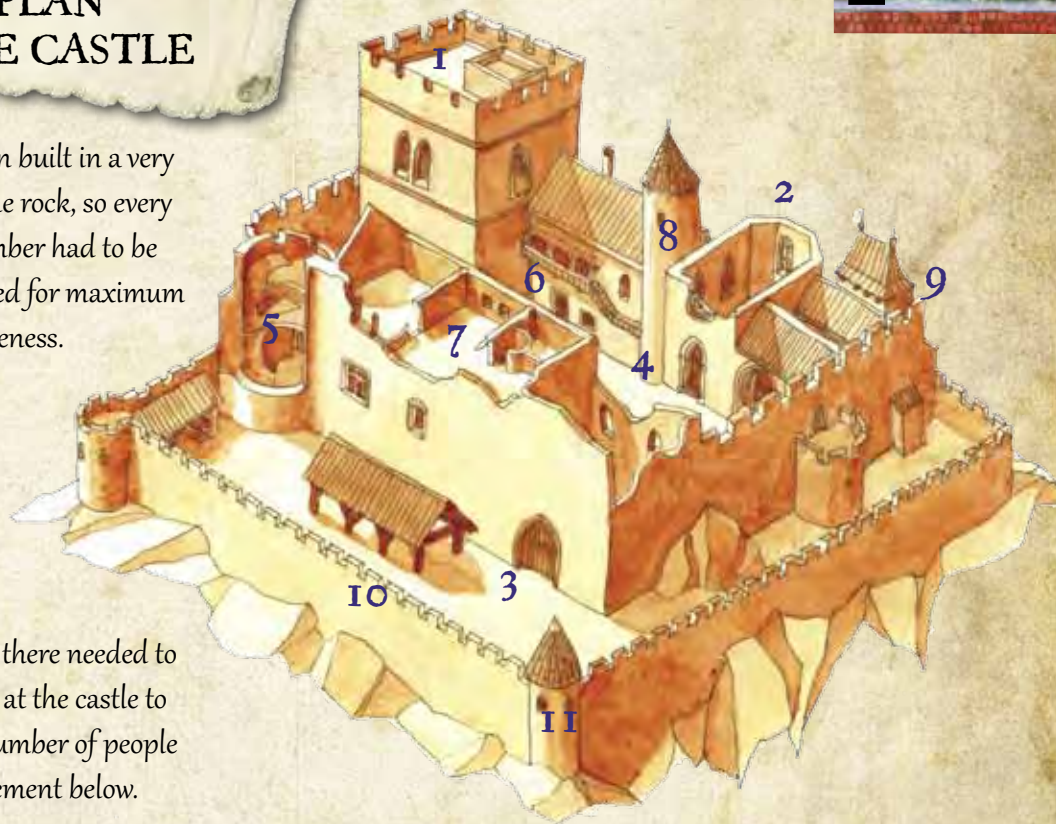 PLAN
E CASTLE
n built in a very
rock, so every
mber had to be
ed for maximum
eness.
there needed to
at the castle to
umber of people
ement below.
1
2
8
6
9
5
7
4
3
10
11